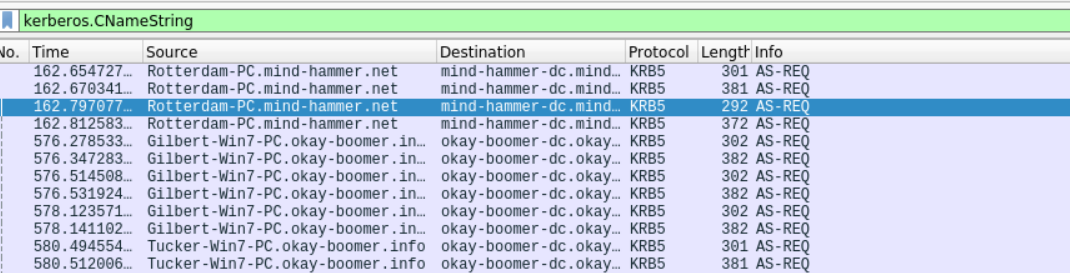 kerberos.CNameString
No. Time Source Destination Protocol Length Info
162.654727… Rotterdam-PC.mind-hammer.net mind-hammer-dc.mind… KRB5 301 AS-REQ
162.670341… Rotterdam-PC.mind-hammer.net mind-hammer-dc.mind… KRB5 381 AS-REQ
162.797077… Rotterdam-PC.mind-hammer.net mind-hammer-dc.mind… KRB5 292 AS-REQ
162.812583… Rotterdam-PC.mind-hammer.net mind-hammer-dc.mind… KRB5 372 AS-REQ
576.278533… Gilbert-Win7-PC.okay-boomer.in… okay-boomer-dc.okay… KRB5 302 AS-REQ
576.347283… Gilbert-Win7-PC.okay-boomer.in… okay-boomer-dc.okay… KRB5 382 AS-REQ
576.514508… Gilbert-Win7-PC.okay-boomer.in… okay-boomer-dc.okay… KRB5 302 AS-REQ
576.531924… Gilbert-Win7-PC.okay-boomer.in… okay-boomer-dc.okay… KRB5 382 AS-REQ
578.123571… Gilbert-Win7-PC.okay-boomer.in… okay-boomer-dc.okay… KRB5 302 AS-REQ
578.141102… Gilbert-Win7-PC.okay-boomer.in… okay-boomer-dc.okay… KRB5 382 AS-REQ
580.494554… Tucker-Win7-PC.okay-boomer.info okay-boomer-dc.okay… KRB5 301 AS-REQ
580.512006… Tucker-Win7-PC.okay-boomer.info okay-boomer-dc.okay… KRB5 381 AS-REQ